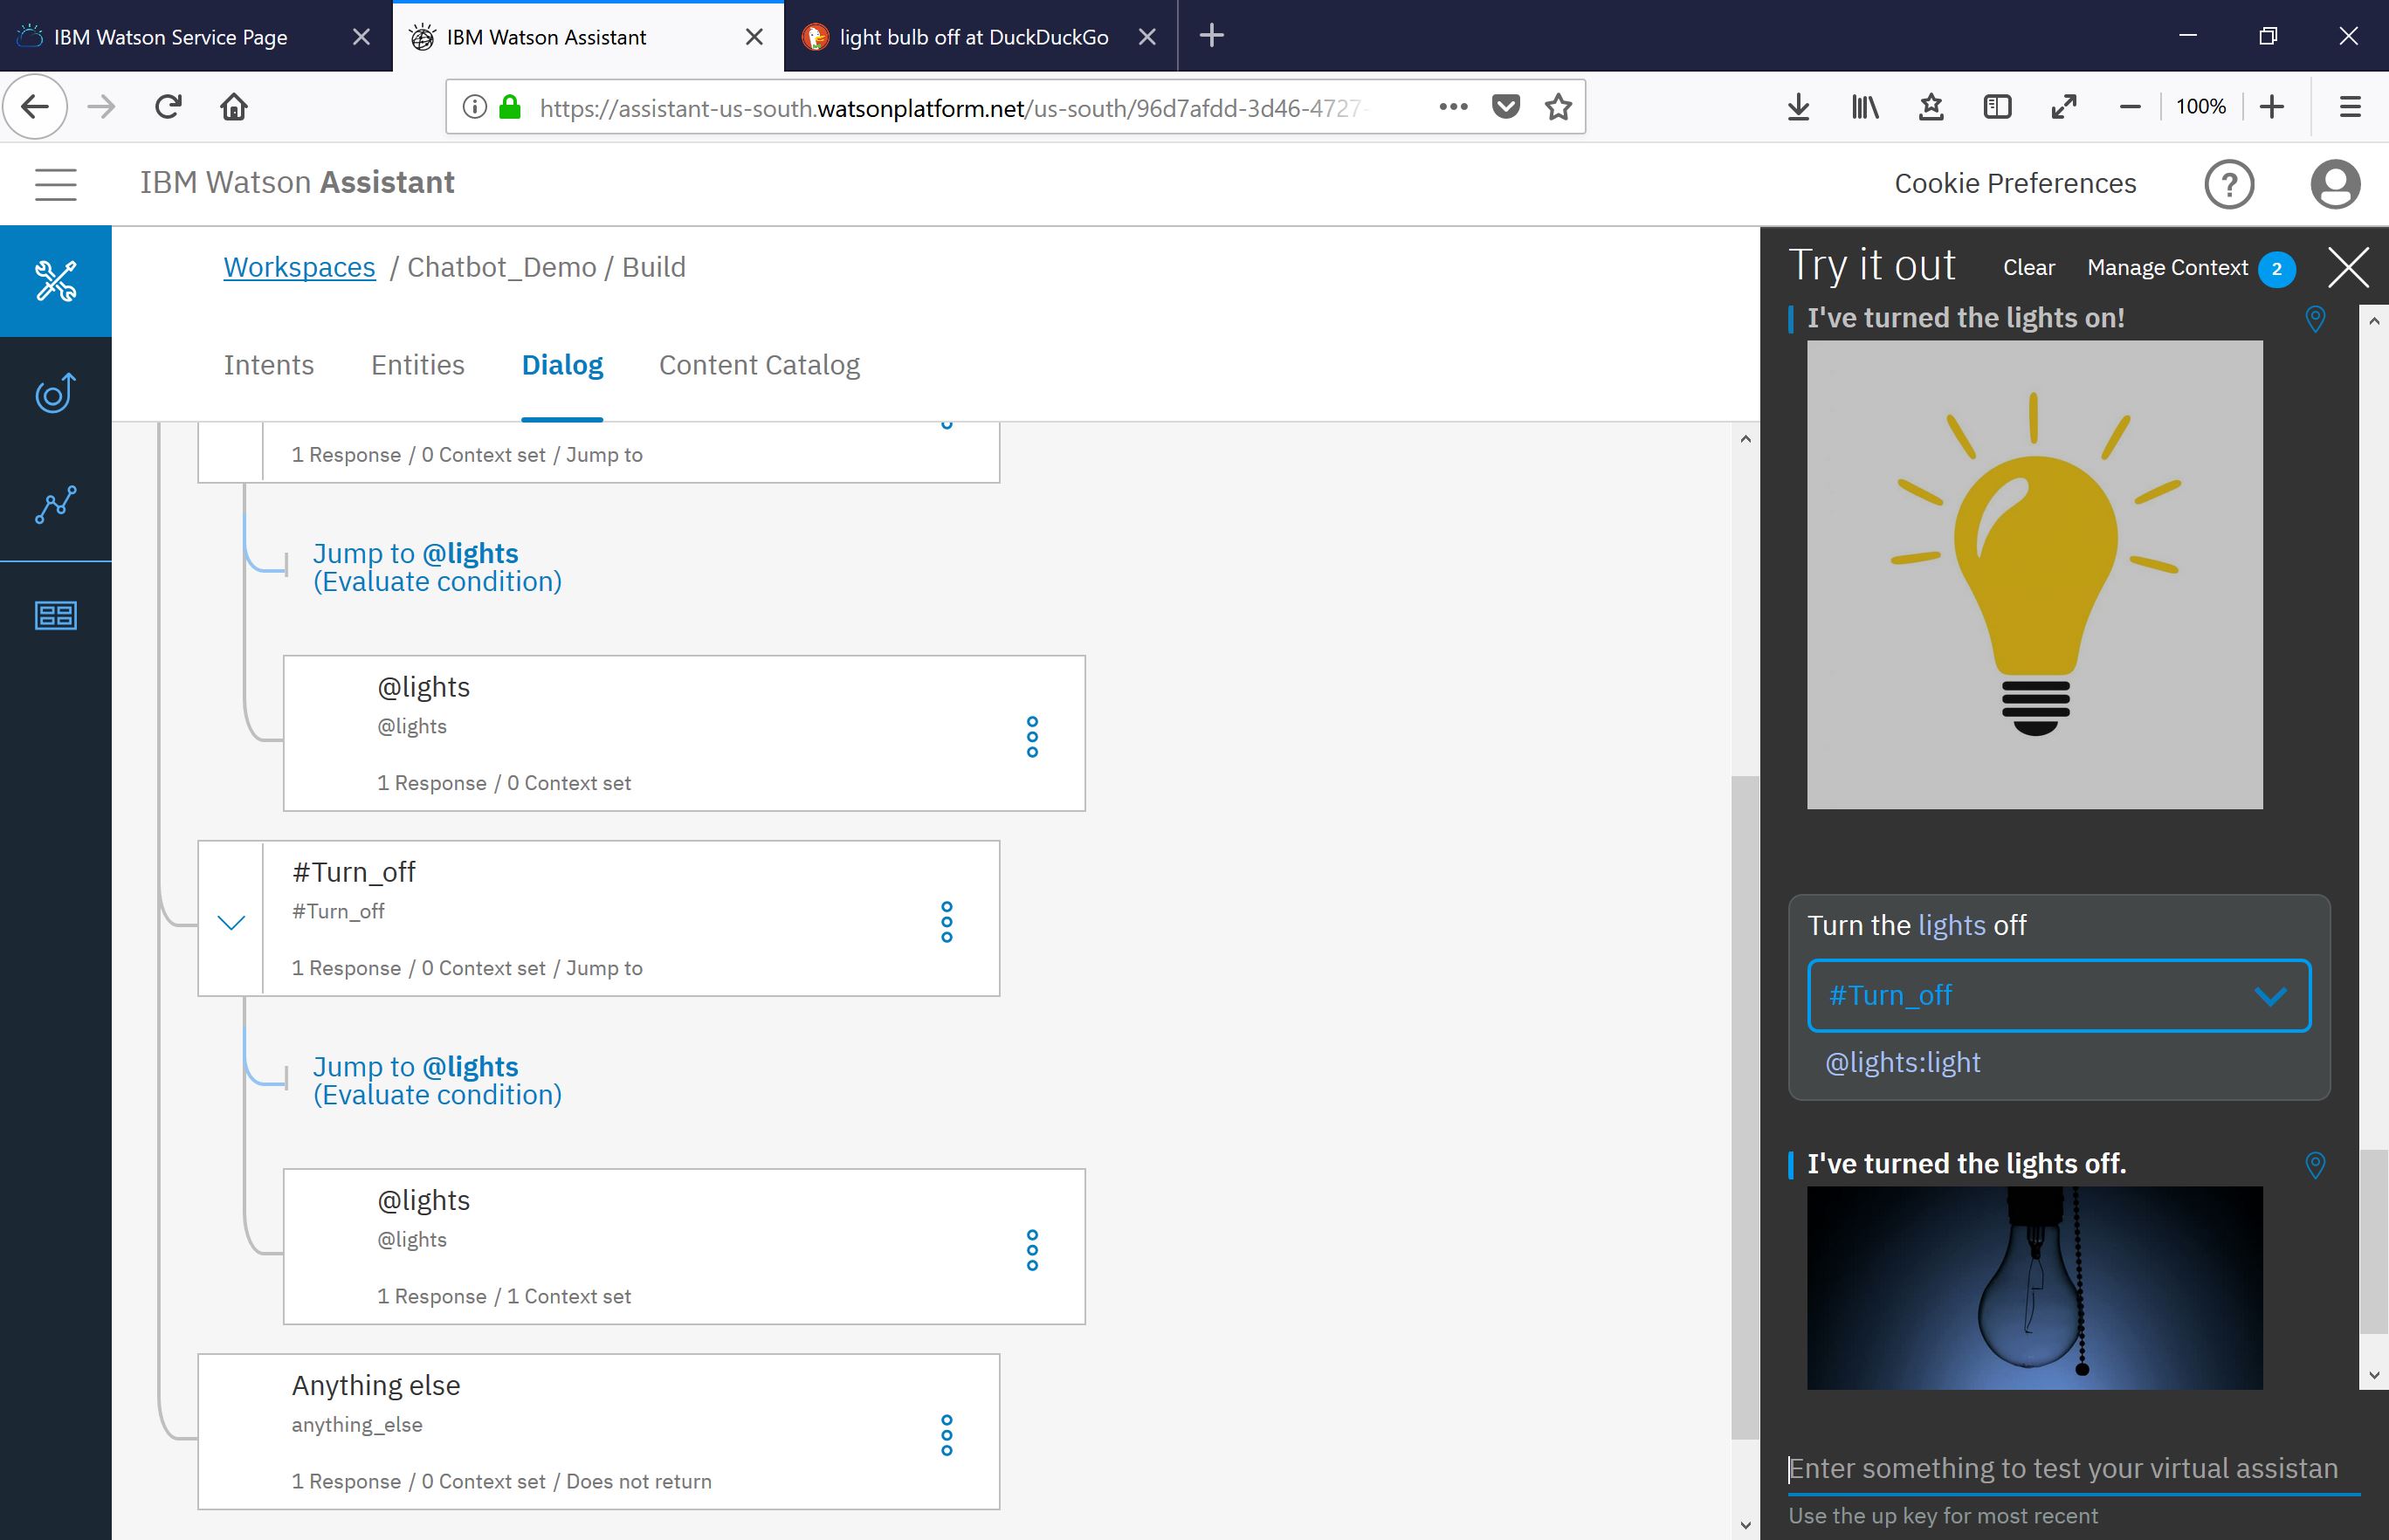 IBM Watson Service Page
IBM Watson Assistant
light bulb off at DuckDuckGo
https://assistant-us-south.watsonplatform.net/us-south/96d7afdd-3d46-4727-
100%
IBM Watson Assistant
Cookie Preferences
?
Workspaces / Chatbot_Demo / Build
Intents
Entities
Dialog
Content Catalog
1 Response / 0 Context set / Jump to
Jump to @lights
(Evaluate condition)
@lights
@lights
1 Response / 0 Context set
#Turn_off
#Turn_off
1 Response / 0 Context set / Jump to
Jump to @lights
(Evaluate condition)
@lights
@lights
1 Response / 1 Context set
Anything else
anything_else
1 Response / 0 Context set / Does not return
Try it out
Clear
Manage Context 2
I've turned the lights on!
Turn the lights off
#Turn_off
@lights:light
I've turned the lights off.
Enter something to test your virtual assistan
Use the up key for most recent